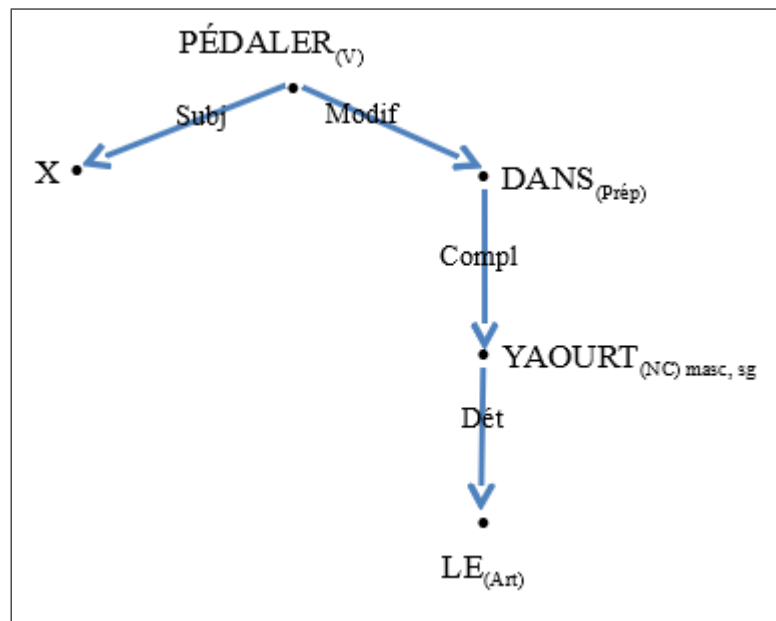 PÉDALER(V)
Subj Modif
X DANS(Prép)
Compl
YAOURT(NC) masc, sg
Dét
LE(Art)